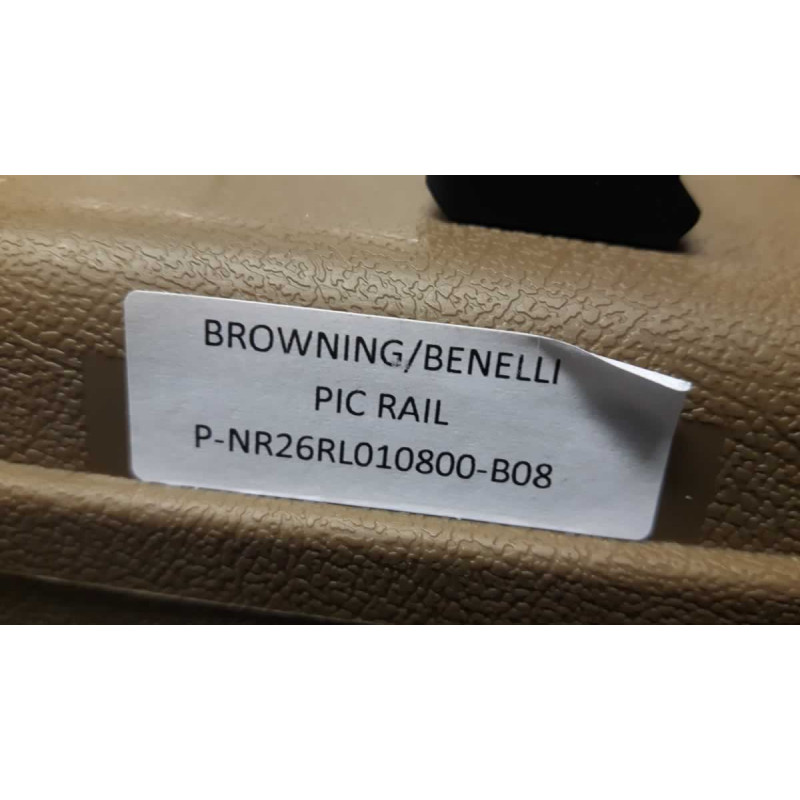 BROWNING/BENELLI
PIC RAIL
P-NR26RL010800-B08